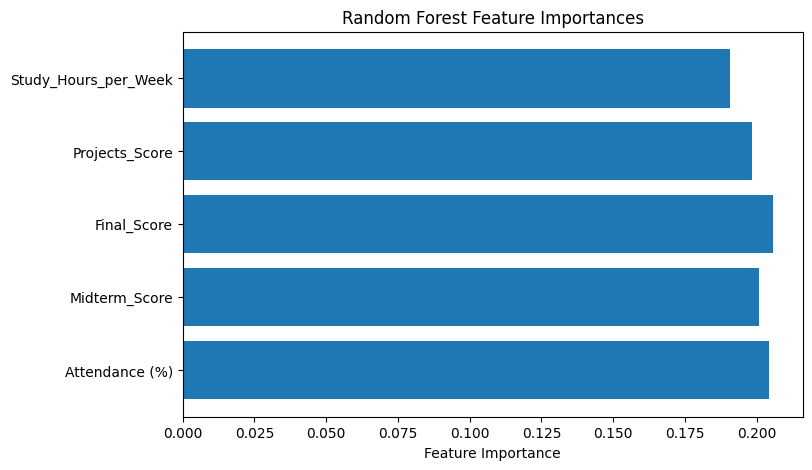 Random Forest Feature Importances
Study_Hours_per_Week
Projects_Score
Final_Score
Midterm_Score
Attendance (%)
0.000 0.025 0.050 0.075 0.100 0.125 0.150 0.175 0.200
Feature Importance